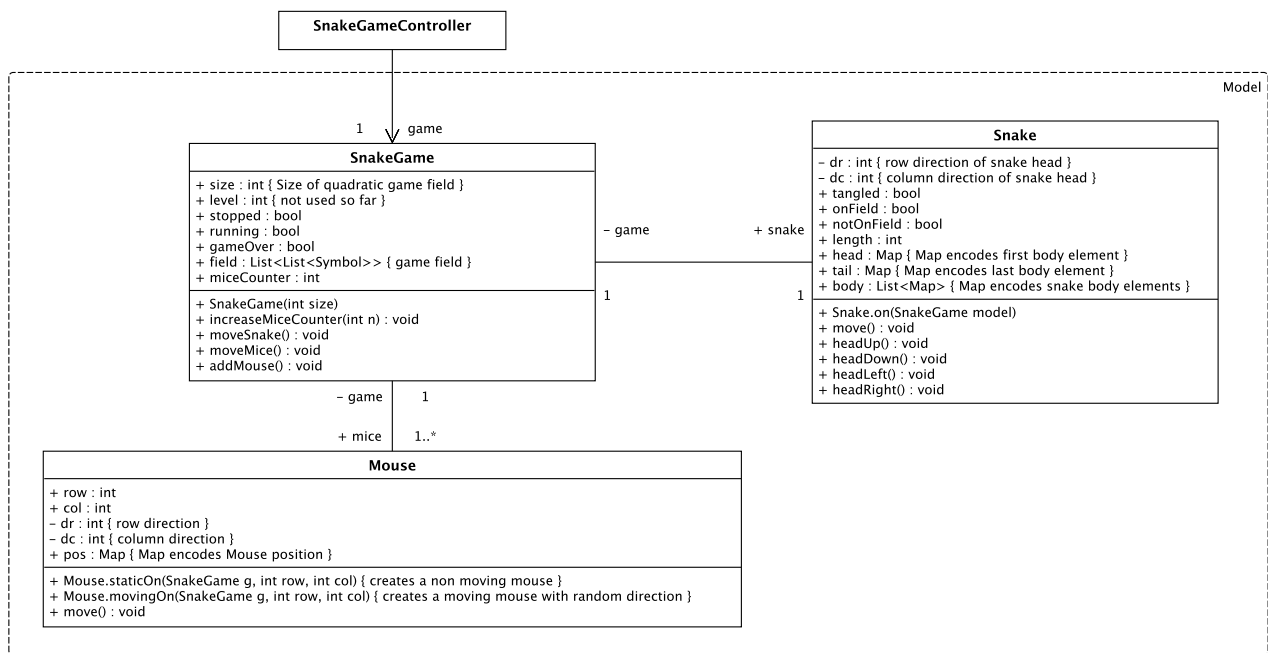 SnakeGameController
Model
1 game
SnakeGame
+ size : int { Size of quadratic game field }
+ level : int { not used so far }
+ stopped : bool
+ running : bool
+ gameOver : bool
+ field : List<List<Symbol>> { game field }
+ miceCounter : int
+ SnakeGame(int size)
+ increaseMiceCounter(int n) : void
+ moveSnake() : void
+ moveMice() : void
+ addMouse() : void
– game + snake
1 1
Snake
– dr : int { row direction of snake head }
– dc : int { column direction of snake head }
+ tangled : bool
+ onField : bool
+ notOnField : bool
+ length : int
+ head : Map { Map encodes first body element }
+ tail : Map { Map encodes last body element }
+ body : List<Map> { Map encodes snake body elements }
+ Snake.on(SnakeGame model)
+ move() : void
+ headUp() : void
+ headDown() : void
+ headLeft() : void
+ headRight() : void
– game 1
+ mice 1..*
Mouse
+ row : int
+ col : int
– dr : int { row direction }
– dc : int { column direction }
+ pos : Map { Map encodes Mouse position }
+ Mouse.staticOn(SnakeGame g, int row, int col) { creates a non moving mouse }
+ Mouse.movingOn(SnakeGame g, int row, int col) { creates a moving mouse with random direction }
+ move() : void